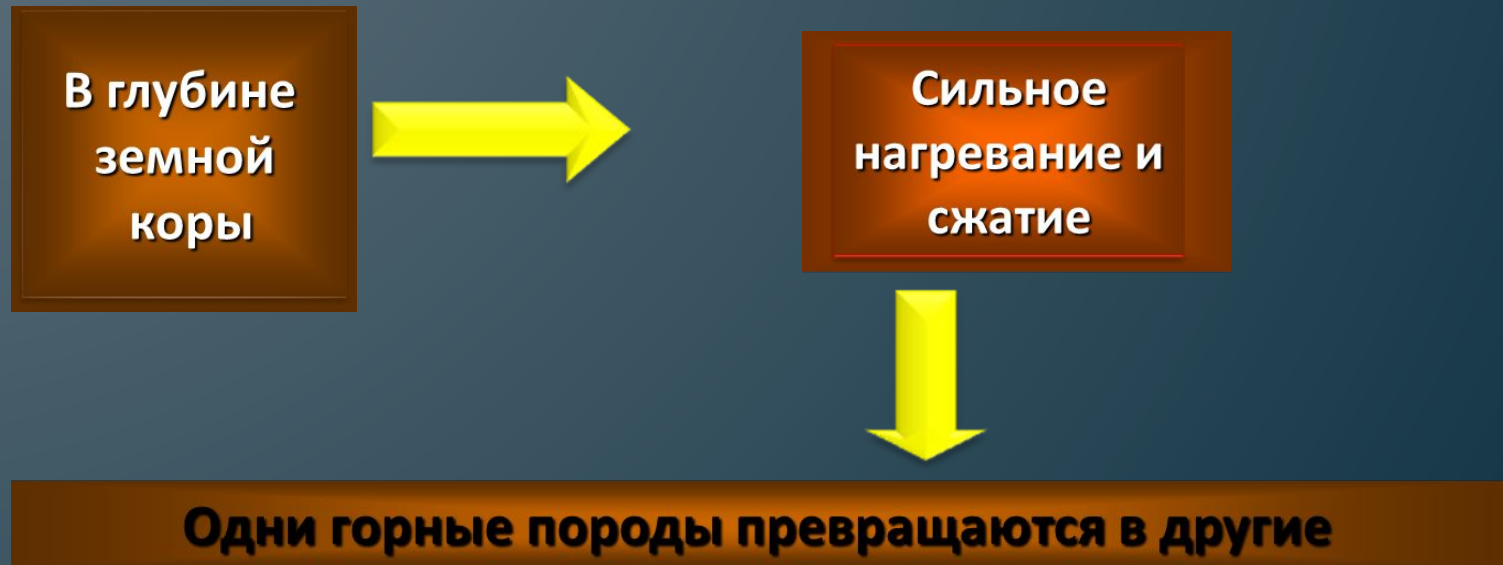 В глубине
земной
коры
Сильное
нагревание и
сжатие
Одни горные породы превращаются в другие